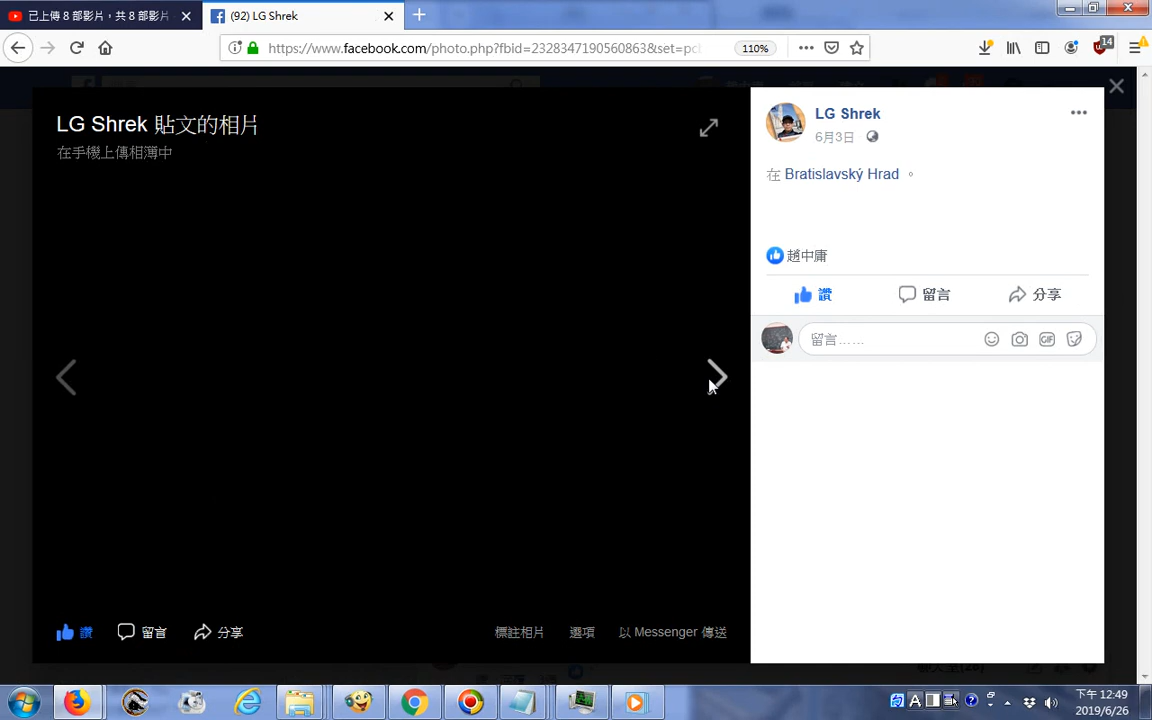 已上傳 8 部影片，共 8 部影片
(92) LG Shrek
https://www.facebook.com/photo.php?fbid=2328347190560863&set=pc
110%
14
LG Shrek 貼文的相片
在手機上傳相簿中
LG Shrek
6月3日
在 Bratislavský Hrad 。
趙中庸
讚
留言
分享
留言……
GIF
讚
留言
分享
標註相片
選項
以 Messenger 傳送
下午 12:49
2019/6/26